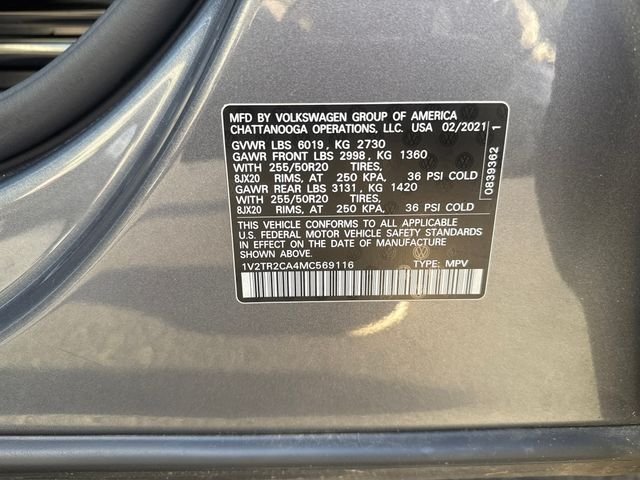 MFD BY VOLKSWAGEN GROUP OF AMERICA
CHATTANOOGA OPERATIONS, LLC. USA 02/2021
GVWR LBS 6019, KG 2730
GAWR FRONT LBS 2998, KG 1360
WITH 255/50R20 TIRES,
8JX20 RIMS, AT 250 KPA, 36 PSI COLD
GAWR REAR LBS 3131, KG 1420
WITH 255/50R20 TIRES,
8JX20 RIMS, AT 250 KPA, 36 PSI COLD
THIS VEHICLE CONFORMS TO ALL APPLICABLE
U.S. FEDERAL MOTOR VEHICLE SAFETY STANDARDS
IN EFFECT ON THE DATE OF MANUFACTURE
SHOWN ABOVE.
1V2TR2CA4MC569116 TYPE: MPV
0839362 1